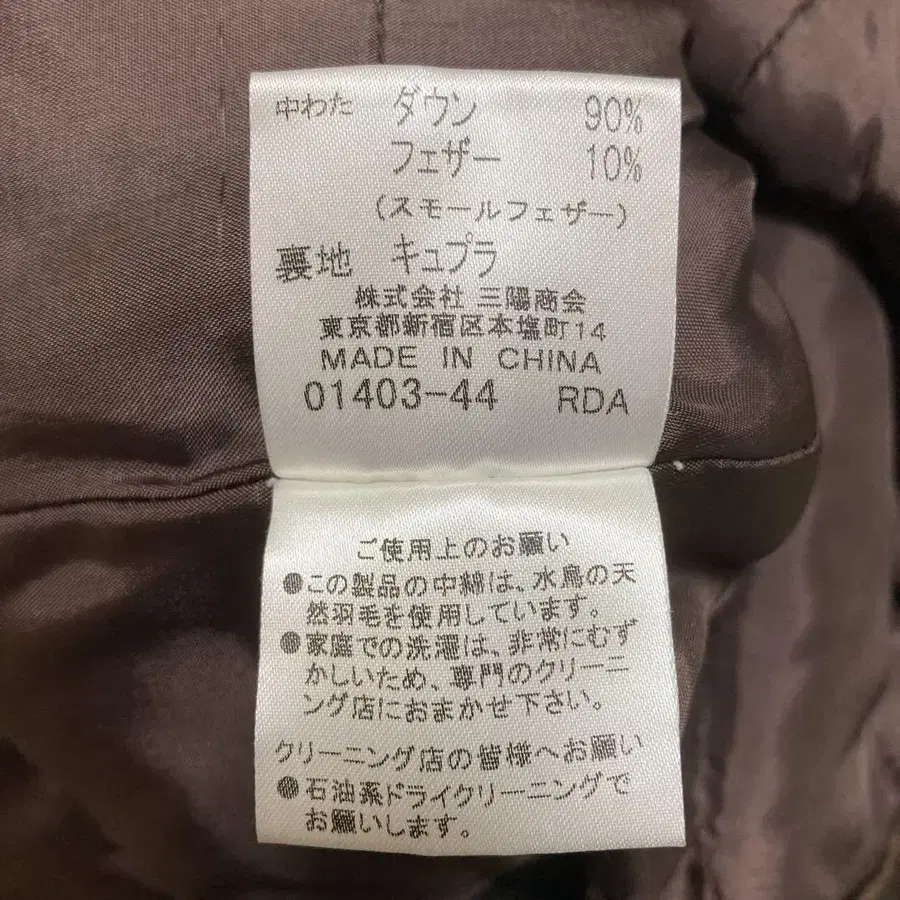 中わた ダウン 90%
フェザー 10%
(スモールフェザー)
裏地 キュプラ
株式会社 三陽商会
東京都新宿区本塩町14
MADE IN CHINA
01403-44 RDA
ご使用上のお願い
●この製品の中綿は、水鳥の天
然羽毛を使用しています。
●家庭での洗濯は、非常にむず
かしいため、専門のクリーニ
ング店におまかせ下さい。
クリーニング店の皆様へお願い
●石油系ドライクリーニングで
お願いします。